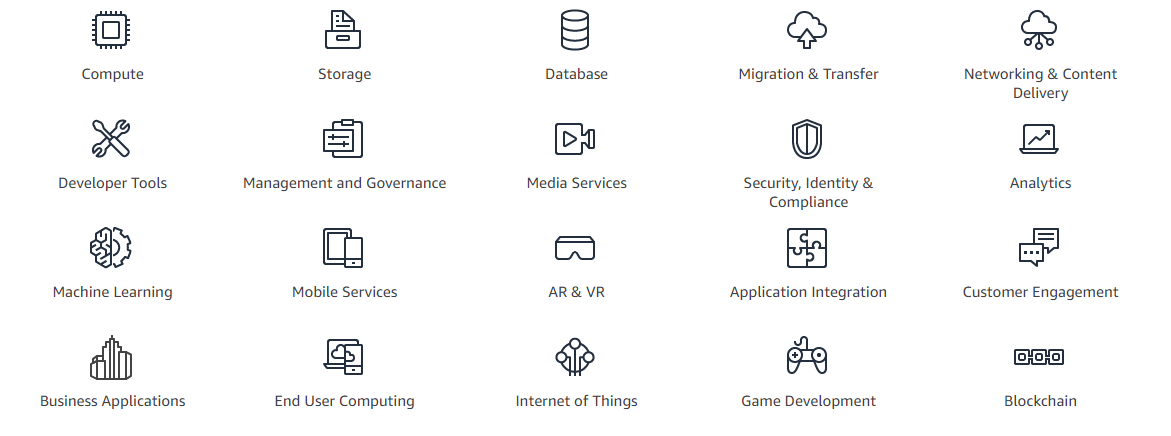 Compute
Storage
Database
Migration & Transfer
Networking & Content
Delivery
Developer Tools
Management and Governance
Media Services
Security, Identity &
Compliance
Analytics
Machine Learning
Mobile Services
AR & VR
Application Integration
Customer Engagement
Business Applications
End User Computing
Internet of Things
Game Development
Blockchain